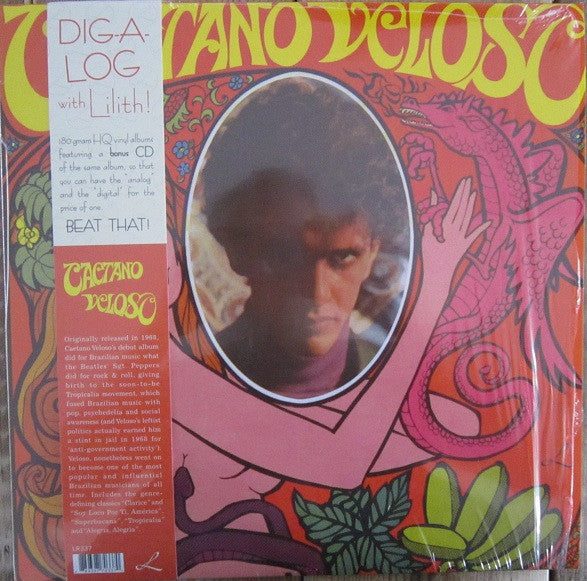 CAETANO VELOSO
DIG-A-
LOG
with Lilith!
180 gram HQ vinyl albums
featuring a bonus CD
of the same album, so that
you can have the "analog"
and the "digital" for the
price of one.
BEAT THAT!
CAETANO
VELOSO
Originally released in 1968,
Caetano Veloso's debut album
did for Brazilian music what
the Beatles' Sgt. Peppers
did for rock & roll, giving
birth to the soon-to-be
Tropicalia movement, which
fused Brazilian music with
pop, psychedelia and social
awareness (and Veloso's leftist
politics actually earned him
a stint in jail in 1968 for
"anti-government activity").
Veloso, nonetheless went on
to become one of the most
popular and influential
Brazilian musicians of all
time. Includes the genre-
defining classics "Clarice" and
"Soy Loco Por Ti, America",
"Superbacana", "Tropicalia"
and "Alegria, Alegria".
LR337
L